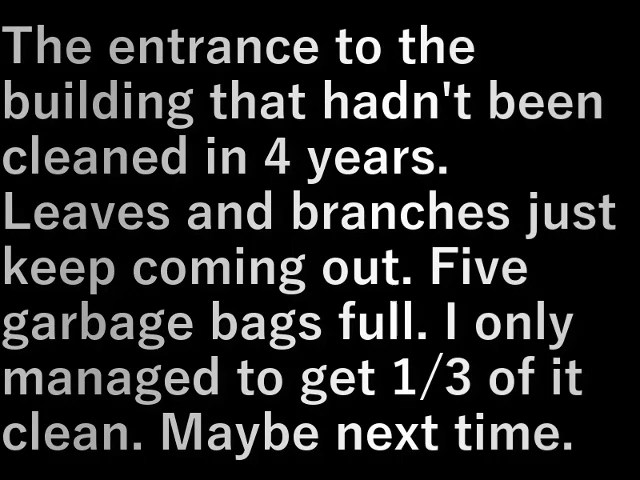 The entrance to the
building that hadn't been
cleaned in 4 years.
Leaves and branches just
keep coming out. Five
garbage bags full. I only
managed to get 1/3 of it
clean. Maybe next time.